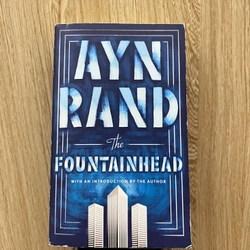 AYN
RAND
The
FOUNTAINHEAD
WITH AN INTRODUCTION BY THE AUTHOR